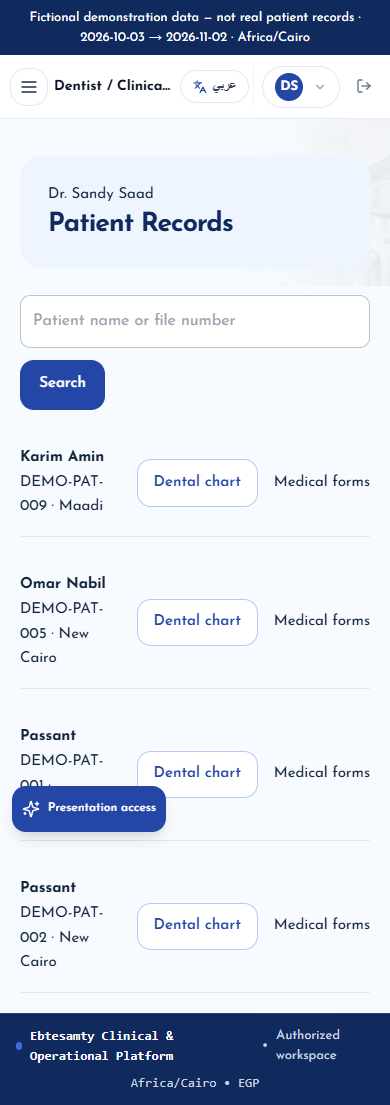 Fictional demonstration data — not real patient records ·
2026-10-03 → 2026-11-02 · Africa/Cairo
Dentist / Clinica...
عربي
DS
Dr. Sandy Saad
Patient Records
Patient name or file number
Search
Karim Amin
DEMO-PAT-
009 · Maadi
Dental chart
Medical forms
Omar Nabil
DEMO-PAT-
005 · New
Cairo
Dental chart
Medical forms
Passant
DEMO-PAT-
Dental chart
Medical forms
Presentation access
Passant
DEMO-PAT-
002 · New
Cairo
Dental chart
Medical forms
Ebtesamty Clinical &
Operational Platform
• Authorized
workspace
Africa/Cairo • EGP